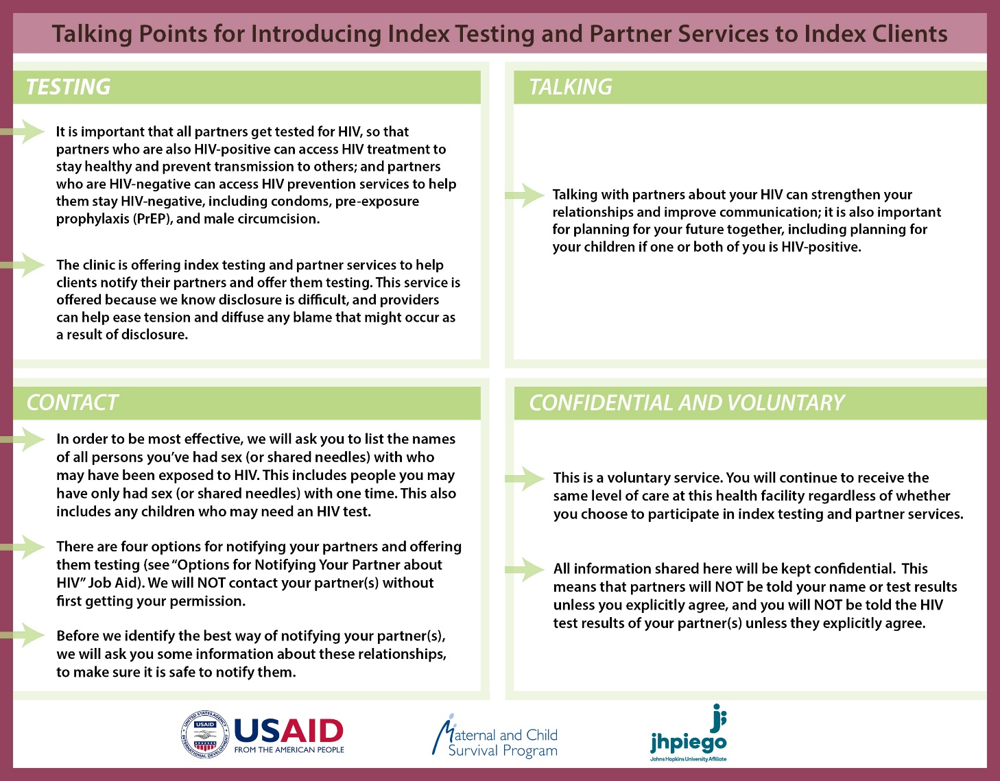 Talking Points for Introducing Index Testing and Partner Services to Index Clients
TESTING
It is important that all partners get tested for HIV, so that
partners who are also HIV-positive can access HIV treatment to
stay healthy and prevent transmission to others; and partners
who are HIV-negative can access HIV prevention services to help
them stay HIV-negative, including condoms, pre-exposure
prophylaxis (PrEP), and male circumcision.
The clinic is offering index testing and partner services to help
clients notify their partners and offer them testing. This service is
offered because we know disclosure is difficult, and providers
can help ease tension and diffuse any blame that might occur as
a result of disclosure.
TALKING
Talking with partners about your HIV can strengthen your
relationships and improve communication; it is also important
for planning for your future together, including planning for
your children if one or both of you is HIV-positive.
CONTACT
In order to be most effective, we will ask you to list the names
of all persons you've had sex (or shared needles) with who
may have been exposed to HIV. This includes people you may
have only had sex (or shared needles) with one time. This also
includes any children who may need an HIV test.
There are four options for notifying your partners and offering
them testing (see “Options for Notifying Your Partner about
HIV” Job Aid). We will NOT contact your partner(s) without
first getting your permission.
Before we identify the best way of notifying your partner(s),
we will ask you some information about these relationships,
to make sure it is safe to notify them.
CONFIDENTIAL AND VOLUNTARY
This is a voluntary service. You will continue to receive the
same level of care at this health facility regardless of whether
you choose to participate in index testing and partner services.
All information shared here will be kept confidential. This
means that partners will NOT be told your name or test results
unless you explicitly agree, and you will NOT be told the HIV
test results of your partner(s) unless they explicitly agree.
UNITED STATES AGENCY
USAID
INTERNATIONAL DEVELOPMENT
USAID
FROM THE AMERICAN PEOPLE
Maternal and Child
Survival Program
j
jhpiego
Johns Hopkins University Affiliate